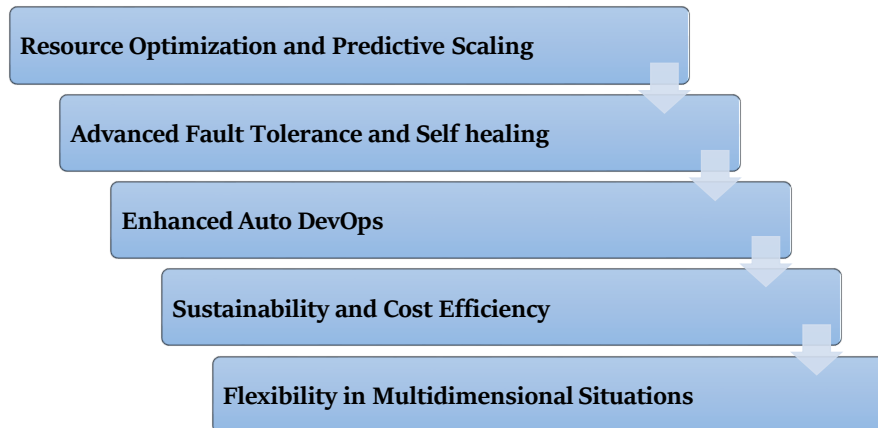 Resource Optimization and Predictive Scaling
Advanced Fault Tolerance and Self healing
Enhanced Auto DevOps
Sustainability and Cost Efficiency
Flexibility in Multidimensional Situations